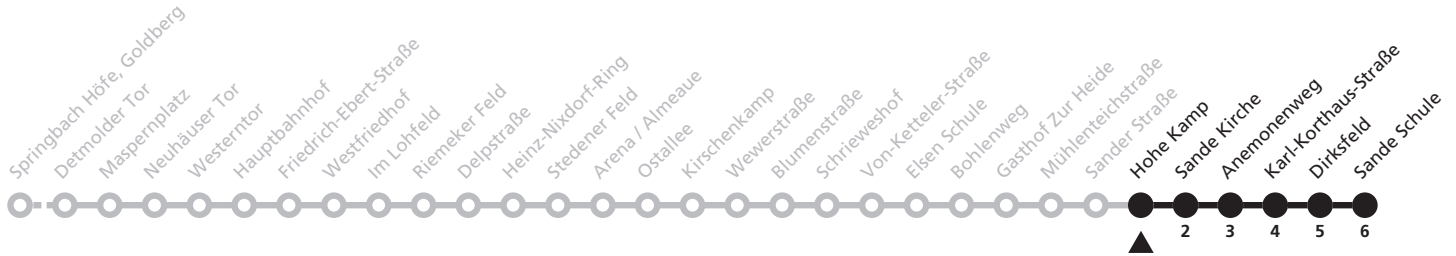 Springbach Höfe, Goldberg
Detmolder Tor
Maspernplatz
Neuhäuser Tor
Westerntor
Hauptbahnhof
Friedrich-Ebert-Straße
Westfriedhof
Im Lohfeld
Riemeker Feld
Delpstraße
Heinz-Nixdorf-Ring
Stedener Feld
Arena / Almeaue
Ostallee
Kirschenkamp
Wewerstraße
Blumenstraße
Schrieweshof
Von-Ketteler-Straße
Elsen Schule
Bohlenweg
Gasthof Zur Heide
Mühlenteichstraße
Sander Straße
Hohe Kamp
Sande Kirche
Anemonenweg
Karl-Korthaus-Straße
Dirksfeld
Sande Schule
2 3 4 5 6